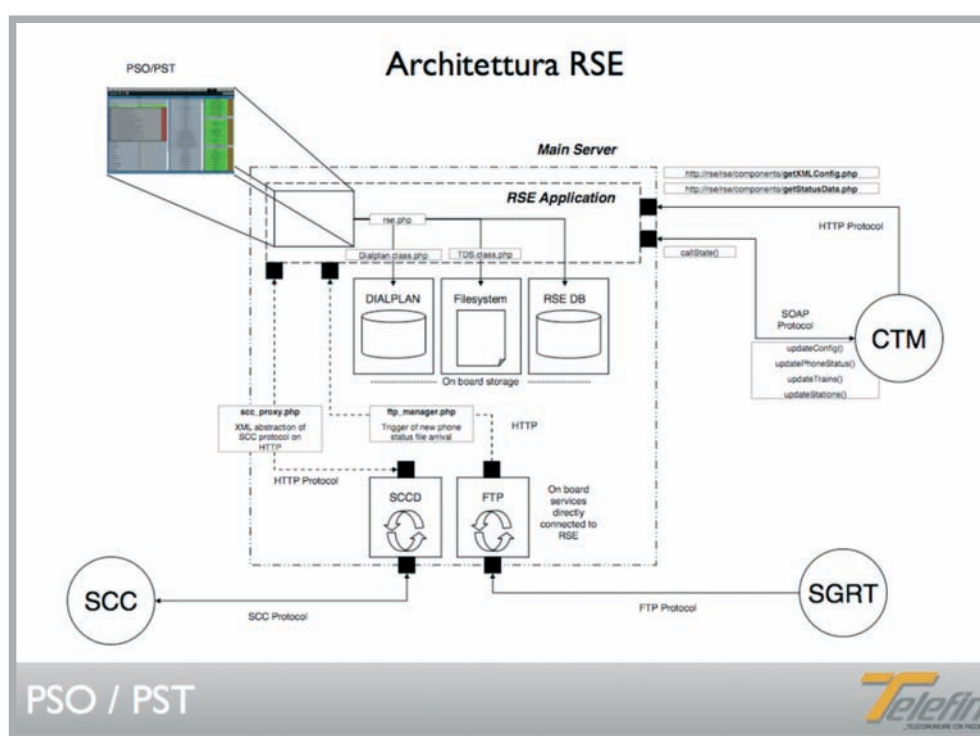 Architettura RSE
PSO/PST
Main Server
RSE Application
http://rse/rse/components/getXMLConfig.php
http://rse/rse/components/getStatusData.php
HTTP Protocol
rse.php
Dialplan.class.php
TDS.class.php
callState()
DIALPLAN
Filesystem
RSE DB
On board storage
SOAP
Protocol
CTM
updateConfig()
updatePhoneStatus()
updateTrains()
updateStations()
scc_proxy.php
XML abstraction of
SCC protocol on
HTTP
ftp_manager.php
Trigger of new phone
status file arrival
HTTP
HTTP Protocol
SCCD
FTP
On board
services
directly
connected to
RSE
SCC
SCC Protocol
FTP Protocol
SGRT
PSO / PST
Telefin